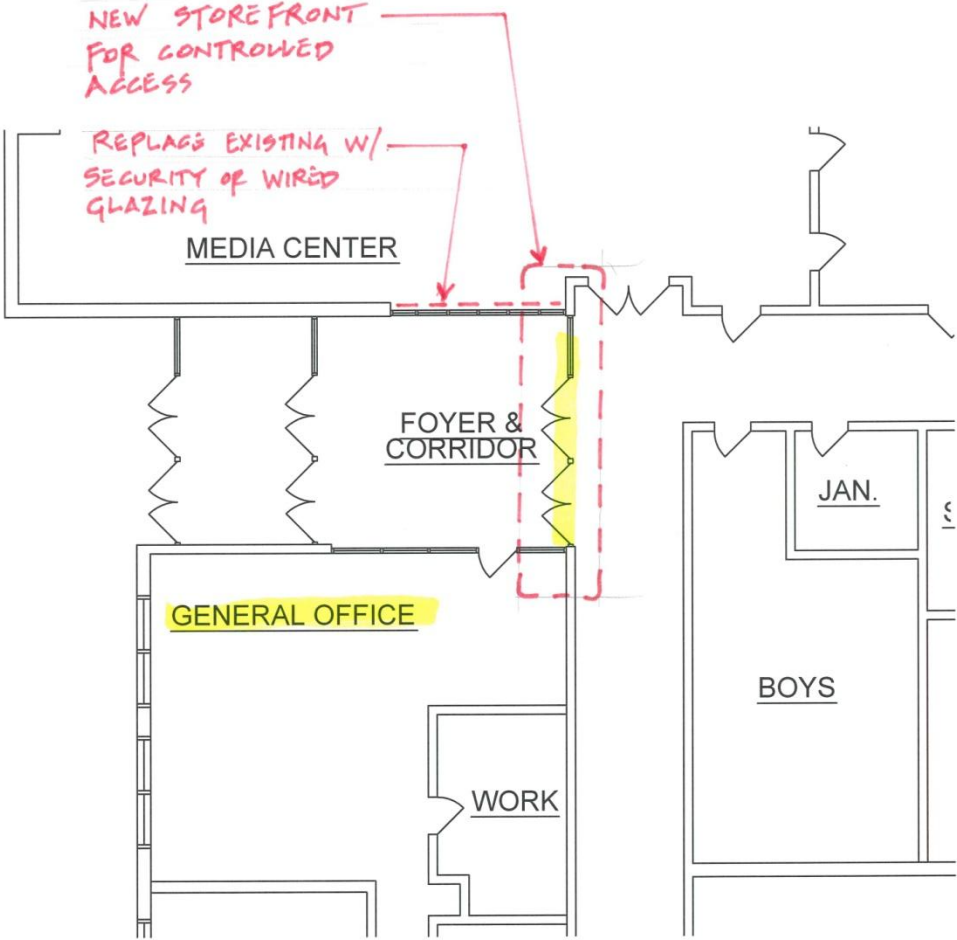 NEW STOREFRONT
FOR CONTROLLED
ACCESS
REPLACE EXISTING W/
SECURITY OR WIRED
GLAZING
MEDIA CENTER
FOYER &
CORRIDOR
JAN.
GENERAL OFFICE
BOYS
WORK